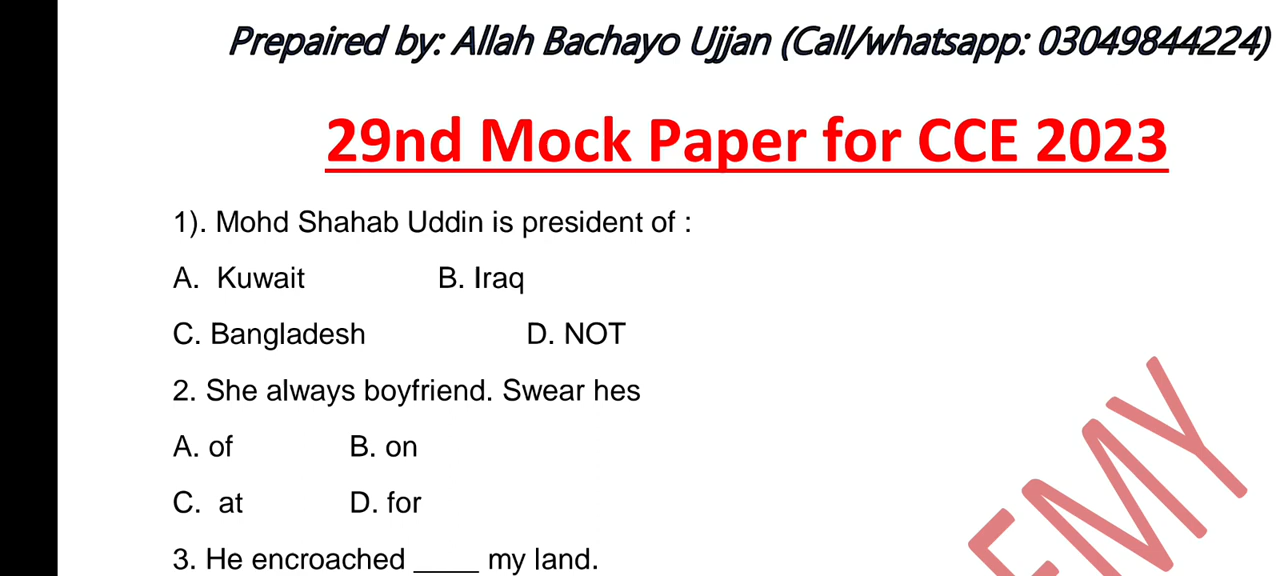 Prepaired by: Allah Bachayo Ujjan (Call/whatsapp: 03049844224)
29nd Mock Paper for CCE 2023
1). Mohd Shahab Uddin is president of :
A. Kuwait B. Iraq
C. Bangladesh D. NOT
2. She always boyfriend. Swear hes
A. of B. on
C. at D. for
3. He encroached ____ my land.
EMY